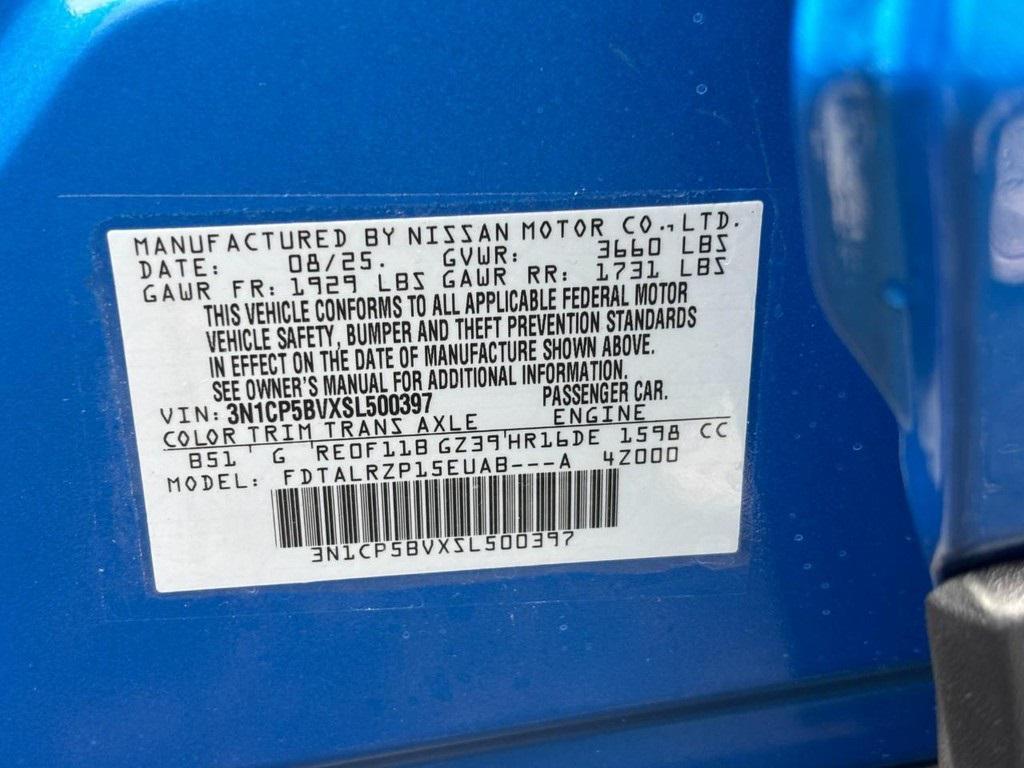 MANUFACTURED BY NISSAN MOTOR CO., LTD.
DATE: 08/25. GVWR: 3660 LBS
GAWR FR: 1929 LBS GAWR RR: 1731 LBS
THIS VEHICLE CONFORMS TO ALL APPLICABLE FEDERAL MOTOR
VEHICLE SAFETY, BUMPER AND THEFT PREVENTION STANDARDS
IN EFFECT ON THE DATE OF MANUFACTURE SHOWN ABOVE.
SEE OWNER'S MANUAL FOR ADDITIONAL INFORMATION.
VIN: 3N1CP5BVXSL500397 PASSENGER CAR.
COLOR TRIM TRANS AXLE ENGINE
B51 G RE0F11B GZ39 HR16DE 1598 CC
MODEL: FDTALRZP15EUAB---A 4Z000
3N1CP5BVXSL500397